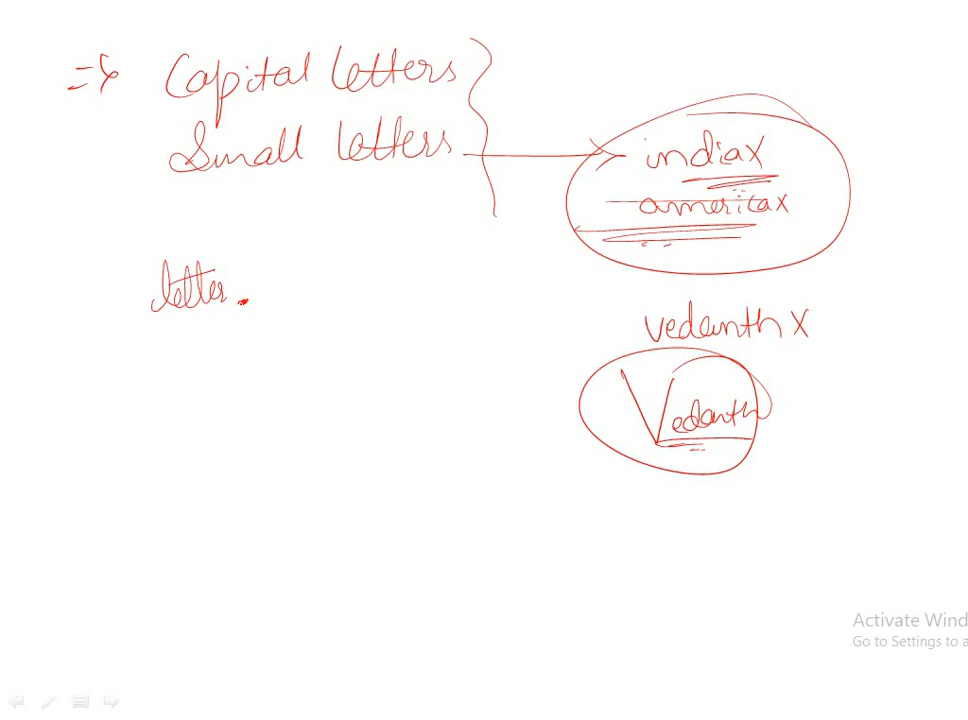 => Capital letters
Small letters
india x
america x
letter.
vedanth x
Vedanth
Activate Wind
Go to Settings to a